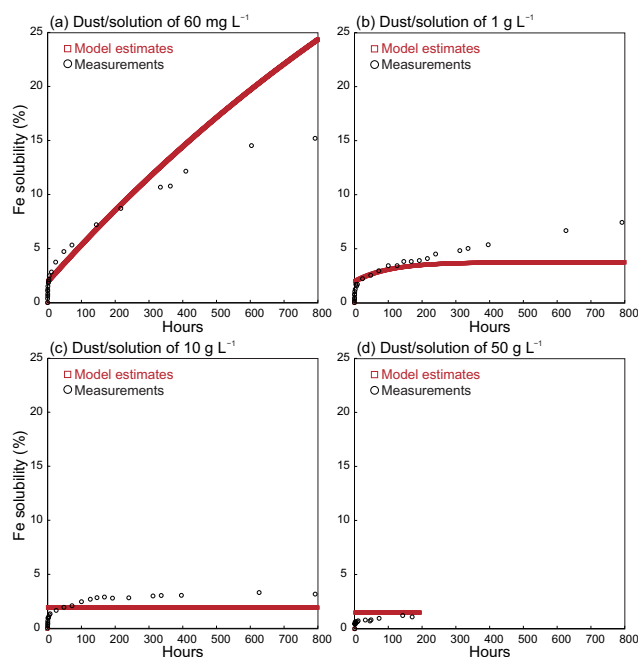 (a) Dust/solution of 60 mg L⁻¹
(b) Dust/solution of 1 g L⁻¹
25
20
15
10
5
0
Model estimates
Measurements
Fe solubility (%)
0 100 200 300 400 500 600 700 800
Hours
25
20
15
10
5
0
Model estimates
Measurements
0 100 200 300 400 500 600 700 800
Hours
(c) Dust/solution of 10 g L⁻¹
(d) Dust/solution of 50 g L⁻¹
25
20
15
10
5
0
Model estimates
Measurements
Fe solubility (%)
0 100 200 300 400 500 600 700 800
Hours
25
20
15
10
5
0
Model estimates
Measurements
0 100 200 300 400 500 600 700 800
Hours